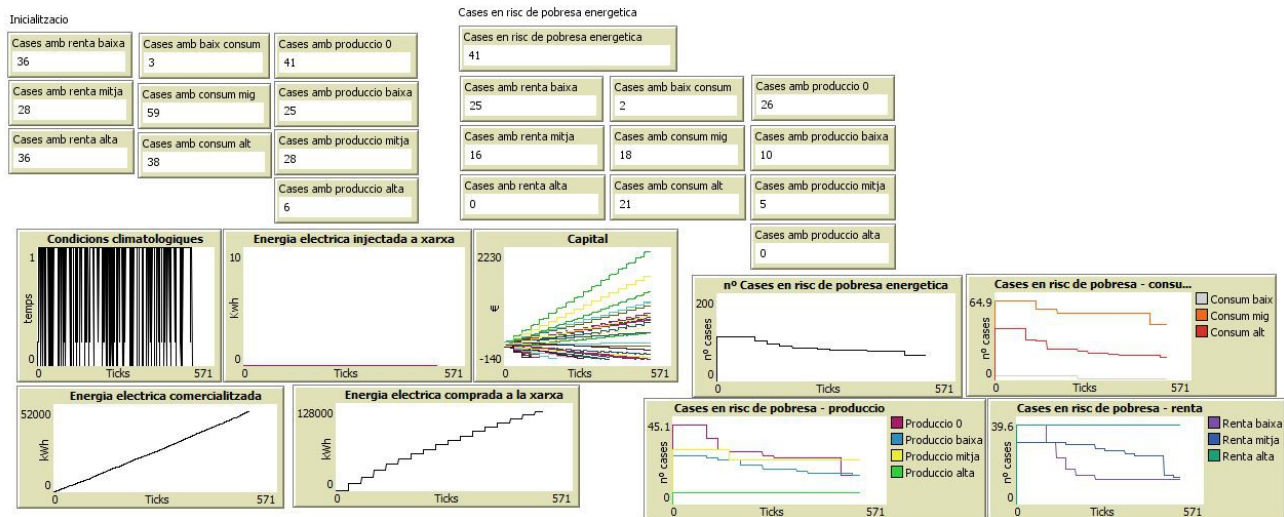 Inicialització
Cases amb renta baixa
36
Cases amb baix consum
3
Cases amb produccio 0
41
Cases amb renta mitja
28
Cases amb consum mig
59
Cases amb produccio baixa
25
Cases amb renta alta
36
Cases amb consum alt
38
Cases amb produccio mitja
28
Cases amb produccio alta
6
Cases en risc de pobresa energetica
Cases en risc de pobresa energetica
41
Cases amb renta baixa
25
Cases amb baix consum
2
Cases amb produccio 0
26
Cases amb renta mitja
16
Cases amb consum mig
18
Cases amb produccio baixa
10
Cases anb renta alta
0
Cases amb consum alt
21
Cases amb produccio mitja
5
Cases amb produccio alta
0
Condicions climatologiques
1
temps
0
0
Ticks
571
Energia electrica injectada a xarxa
10
Kwh
0
0
Ticks
571
Capital
2230
€
-140
0
Ticks
571
nº Cases en risc de pobresa energetica
200
nº cases
0
0
Ticks
571
Cases en risc de pobresa - consu...
64.9
nº cases
0
0
Ticks
571
Consum baix
Consum mig
Consum alt
Energia electrica comercialitzada
52000
kWh
0
0
Ticks
571
Energia electrica comprada a la xarxa
128000
kWh
0
0
Ticks
571
Cases en risc de pobresa - produccio
45.1
nº cases
0
0
Ticks
571
Produccio 0
Produccio baixa
Produccio mitja
Produccio alta
Cases en risc de pobresa - renta
39.6
nº cases
0
0
Ticks
571
Renta baixa
Renta mitja
Renta alta